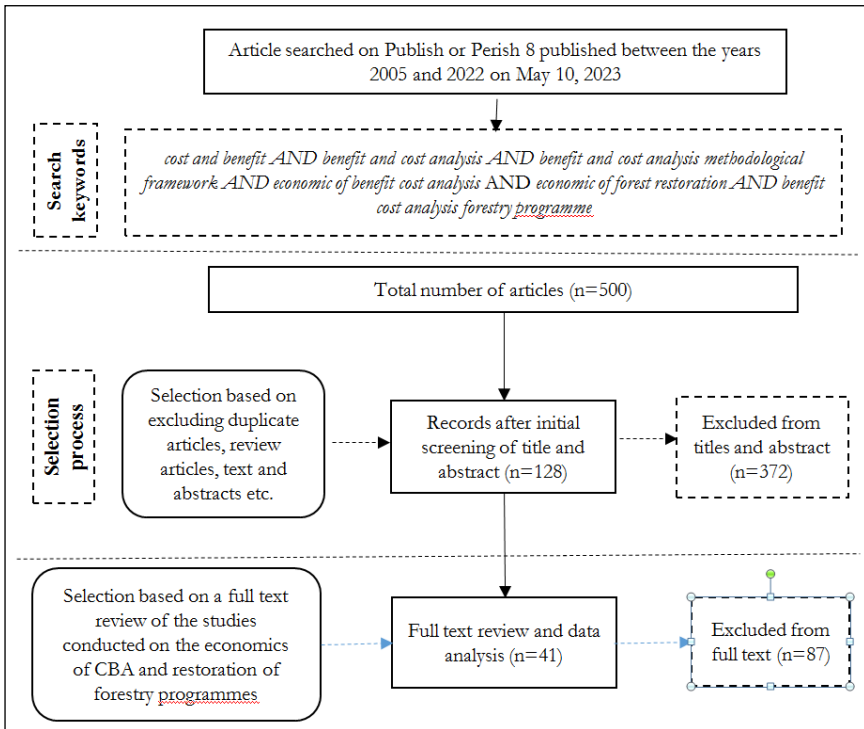 Article searched on Publish or Perish 8 published between the years
2005 and 2022 on May 10, 2023
Search
keywords
cost and benefit AND benefit and cost analysis AND benefit and cost analysis methodological
framework AND economic of benefit cost analysis AND economic of forest restoration AND benefit
cost analysis forestry programme
Total number of articles (n=500)
Selection
process
Selection based on
excluding duplicate
articles, review
articles, text and
abstracts etc.
Records after initial
screening of title and
abstract (n=128)
Excluded from
titles and abstract
(n=372)
Selection based on a full text
review of the studies
conducted on the economics
of CBA and restoration of
forestry programmes
Full text review and data
analysis (n=41)
Excluded from
full text (n=87)